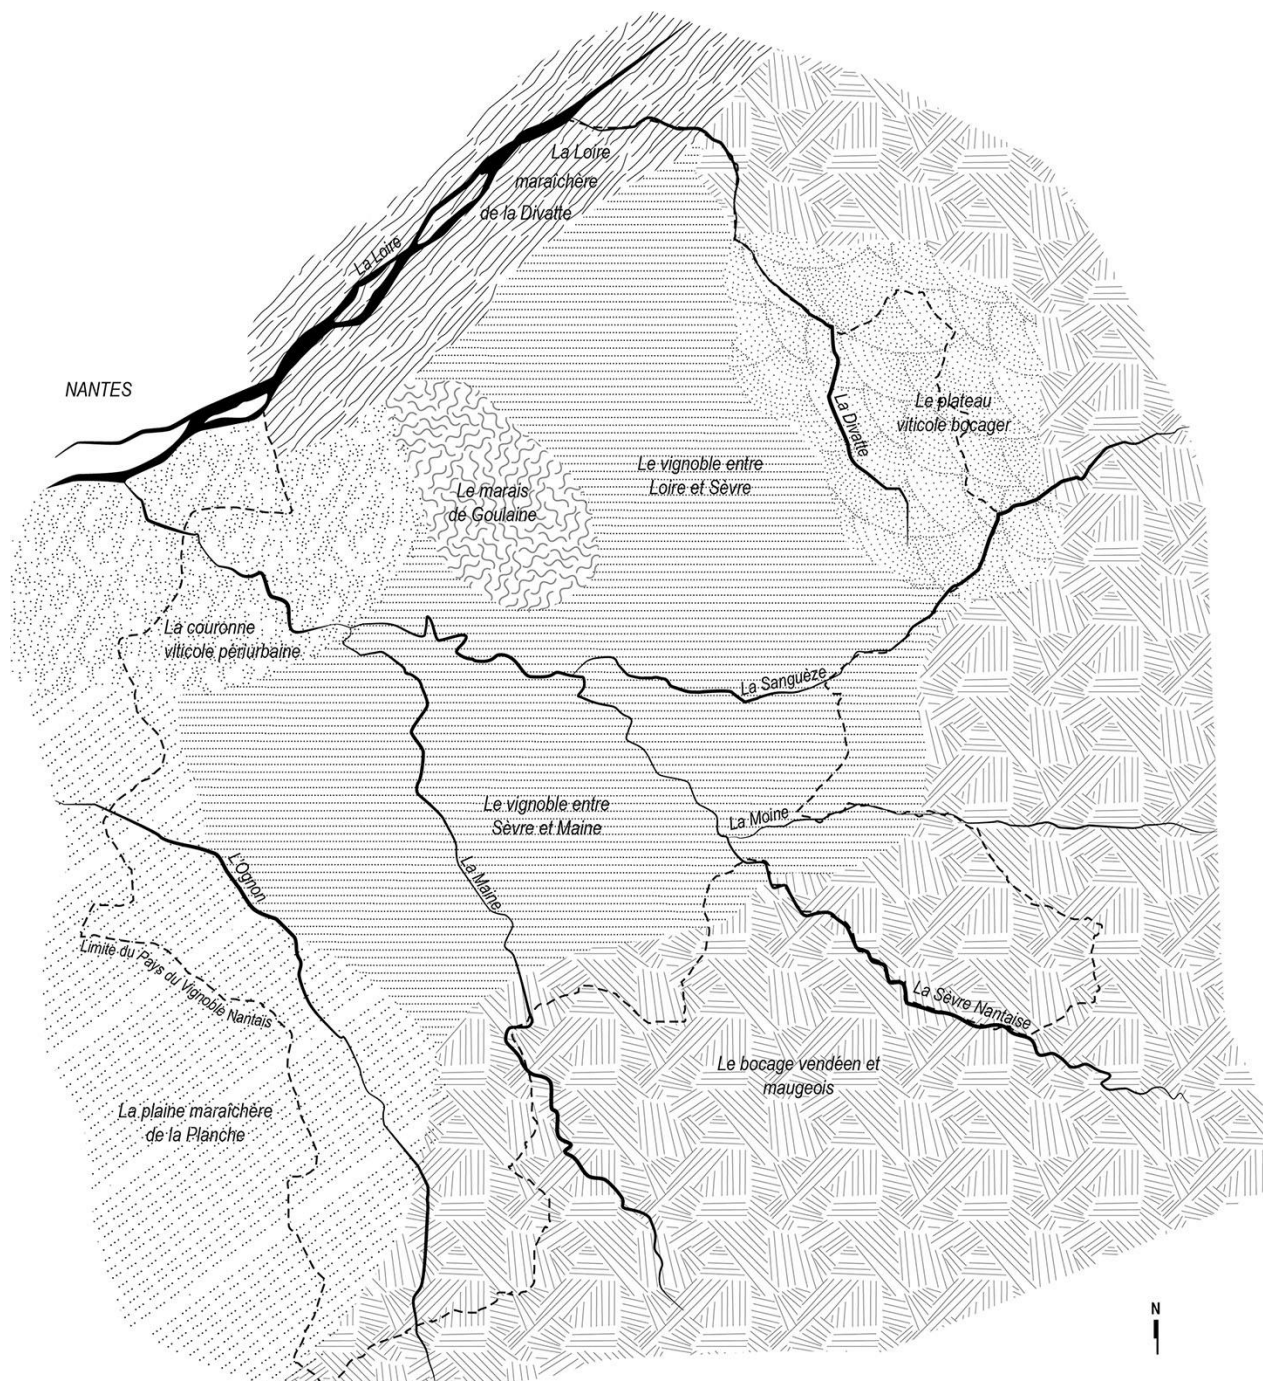 La Loire
maraîchère
de la Divatte
La Loire
NANTES
Le plateau
viticole bocager
La Divatte
Le vignoble entre
Loire et Sèvre
Le marais
de Goulaine
La couronne
viticole périurbaine
La Sanguèze
Le vignoble entre
Sèvre et Maine
La Moine
L'Ognon
La Maine
Limite du Pays du Vignoble Nantais
La Sèvre Nantaise
Le bocage vendéen et
maugeois
La plaine maraîchère
de la Planche
N